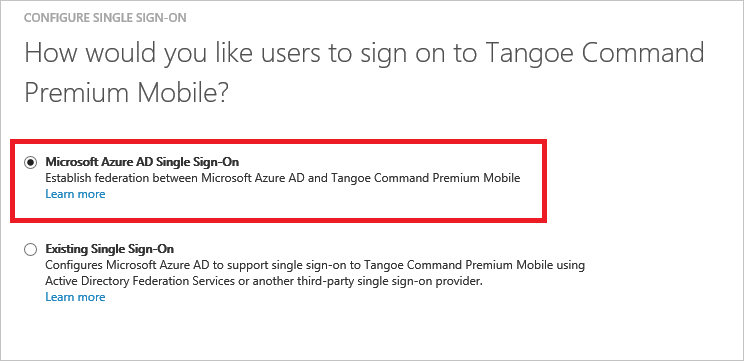 CONFIGURE SINGLE SIGN-ON
How would you like users to sign on to Tangoe Command
Premium Mobile?
Microsoft Azure AD Single Sign-On
Establish federation between Microsoft Azure AD and Tangoe Command Premium Mobile
Learn more
Existing Single Sign-On
Configures Microsoft Azure AD to support single sign-on to Tangoe Command Premium Mobile using
Active Directory Federation Services or another third-party single sign-on provider.
Learn more